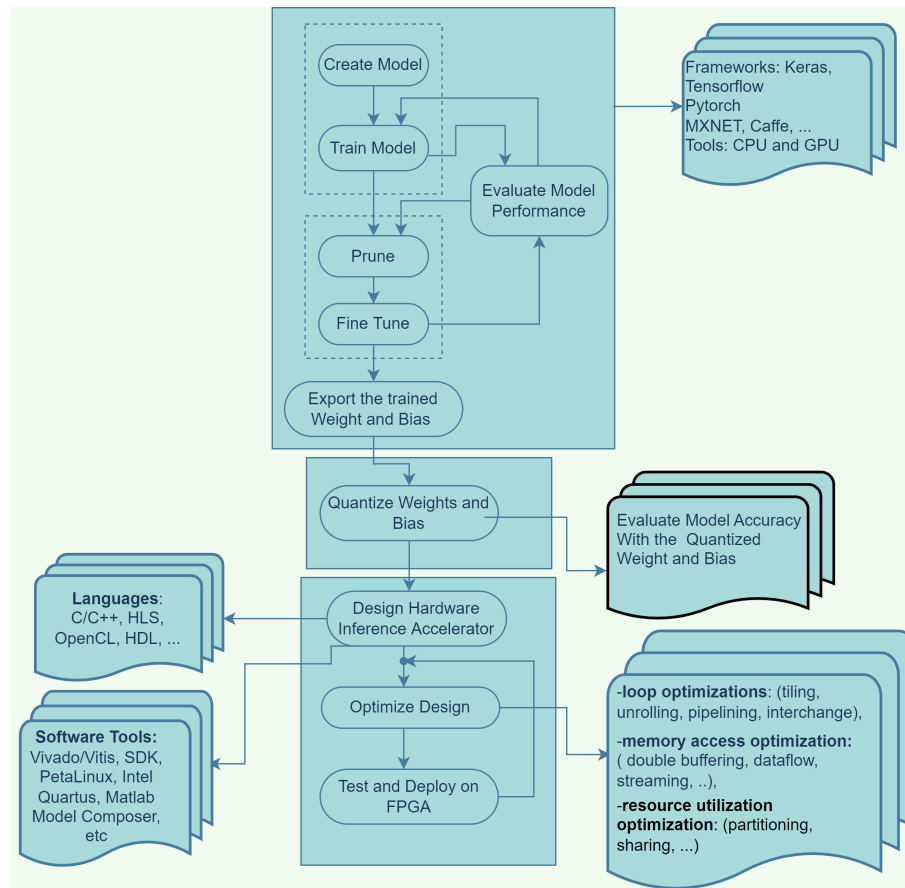 Create Model
Train Model
Evaluate Model
Performance
Prune
Fine Tune
Export the trained
Weight and Bias
Frameworks: Keras,
Tensorflow
Pytorch
MXNET, Caffe, ...
Tools: CPU and GPU
Quantize Weights and
Bias
Evaluate Model Accuracy
With the Quantized
Weight and Bias
Design Hardware
Inference Accelerator
Optimize Design
Test and Deploy on
FPGA
Languages:
C/C++, HLS,
OpenCL, HDL, ...
Software Tools:
Vivado/Vitis, SDK,
PetaLinux, Intel
Quartus, Matlab
Model Composer,
etc
-loop optimizations: (tiling,
unrolling, pipelining, interchange),
-memory access optimization:
( double buffering, dataflow,
streaming, ..),
-resource utilization
optimization: (partitioning,
sharing, ...)